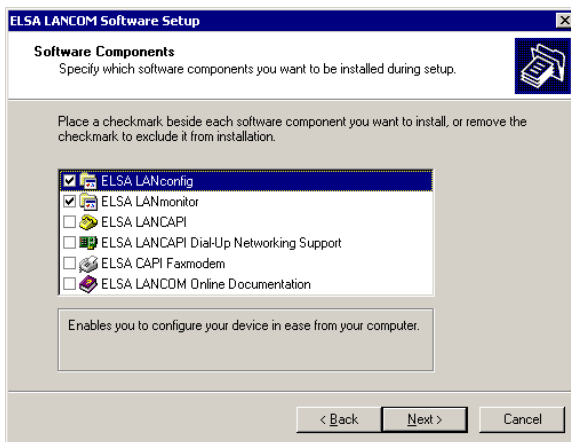 ELSA LANCOM Software Setup
Software Components
Specify which software components you want to be installed during setup.
Place a checkmark beside each software component you want to install, or remove the
checkmark to exclude it from installation.
ELSA LANconfig
ELSA LANmonitor
ELSA LANCAPI
ELSA LANCAPI Dial-Up Networking Support
ELSA CAPI Faxmodem
ELSA LANCOM Online Documentation
Enables you to configure your device in ease from your computer.
< Back
Next >
Cancel